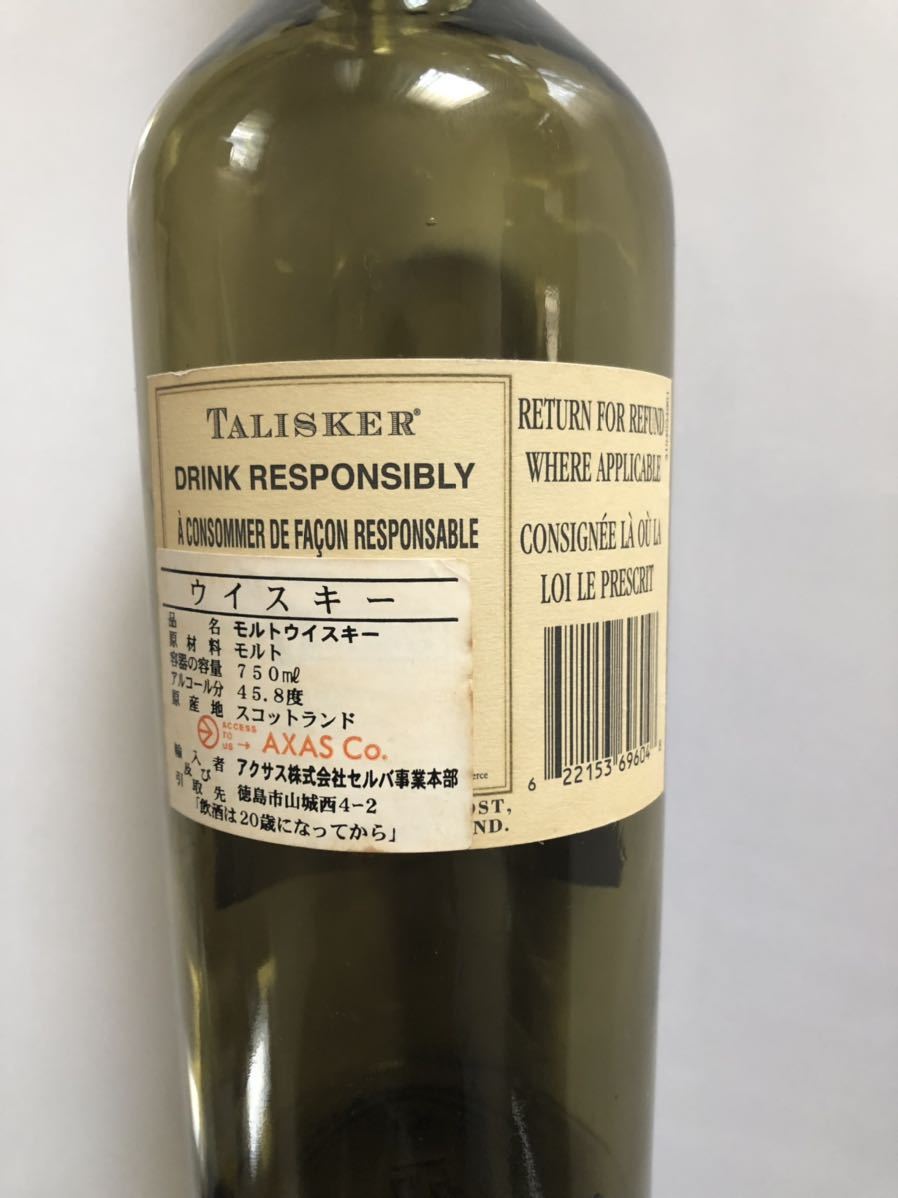 TALISKER®
DRINK RESPONSIBLY
À CONSOMMER DE FAÇON RESPONSABLE
ウイスキー
品名 モルトウイスキー
原材料 モルト
容器の容量 750㎖
アルコール分 45.8度
原産地 スコットランド
ACCESS
TO
US → AXAS Co.
輸入者 アクサス株式会社セルバ事業本部
及び
引取先 徳島市山城西4-2
「飲酒は20歳になってから」
OST,
ND.
RETURN FOR REFUND
WHERE APPLICABLE
CONSIGNÉE LÀ OÙ LA
LOI LE PRESCRIT
6 22153 69604 8